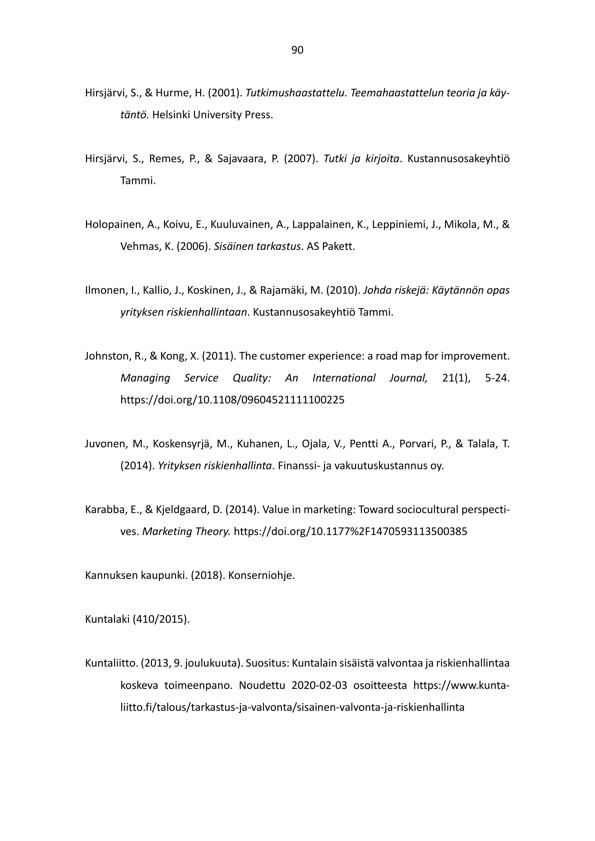 90
Hirsjärvi, S., & Hurme, H. (2001). Tutkimushaastattelu. Teemahaastattelun teoria ja käy-
täntö. Helsinki University Press.
Hirsjärvi, S., Remes, P., & Sajavaara, P. (2007). Tutki ja kirjoita. Kustannusosakeyhtiö
Tammi.
Holopainen, A., Koivu, E., Kuuluvainen, A., Lappalainen, K., Leppiniemi, J., Mikola, M., &
Vehmas, K. (2006). Sisäinen tarkastus. AS Pakett.
Ilmonen, I., Kallio, J., Koskinen, J., & Rajamäki, M. (2010). Johda riskejä: Käytännön opas
yrityksen riskienhallintaan. Kustannusosakeyhtiö Tammi.
Johnston, R., & Kong, X. (2011). The customer experience: a road map for improvement.
Managing Service Quality: An International Journal, 21(1), 5-24.
https://doi.org/10.1108/09604521111100225
Juvonen, M., Koskensyrjä, M., Kuhanen, L., Ojala, V., Pentti A., Porvari, P., & Talala, T.
(2014). Yrityksen riskienhallinta. Finanssi- ja vakuutuskustannus oy.
Karabba, E., & Kjeldgaard, D. (2014). Value in marketing: Toward sociocultural perspecti-
ves. Marketing Theory. https://doi.org/10.1177%2F1470593113500385
Kannuksen kaupunki. (2018). Konserniohje.
Kuntalaki (410/2015).
Kuntaliitto. (2013, 9. joulukuuta). Suositus: Kuntalain sisäistä valvontaa ja riskienhallintaa
koskeva toimeenpano. Noudettu 2020-02-03 osoitteesta https://www.kunta-
liitto.fi/talous/tarkastus-ja-valvonta/sisainen-valvonta-ja-riskienhallinta